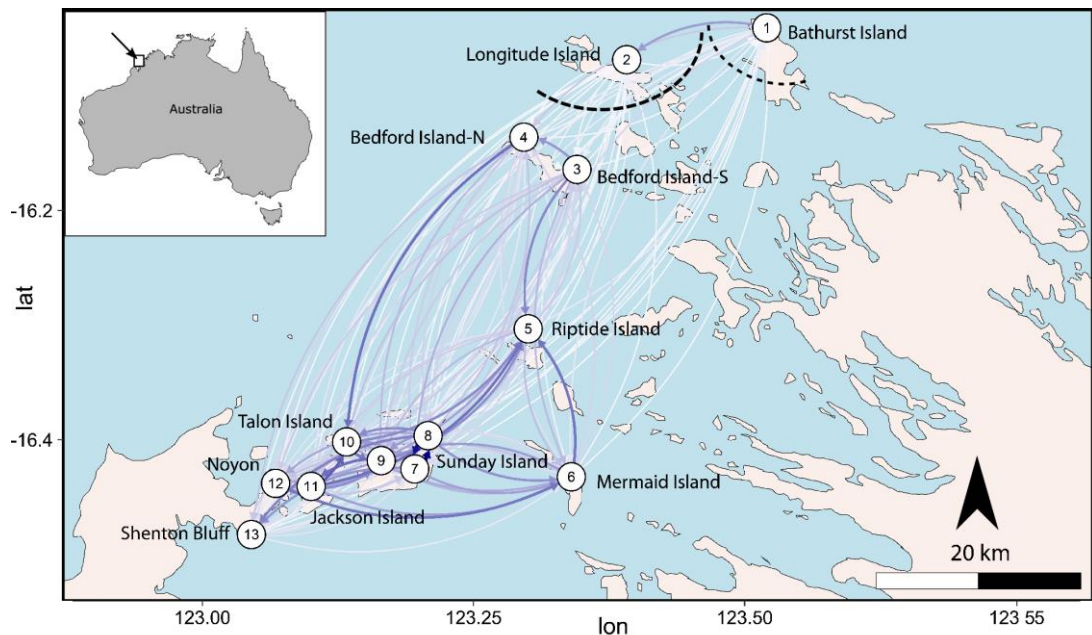 Australia
1
Bathurst Island
Longitude Island
2
Bedford Island-N
4
3
Bedford Island-S
-16.2
lat
5
Riptide Island
Talon Island
10
8
-16.4
9
7
Sunday Island
Noyon
12
11
6
Mermaid Island
Jackson Island
Shenton Bluff
13
20 km
123.00
123.25
123.50
123 55
lon